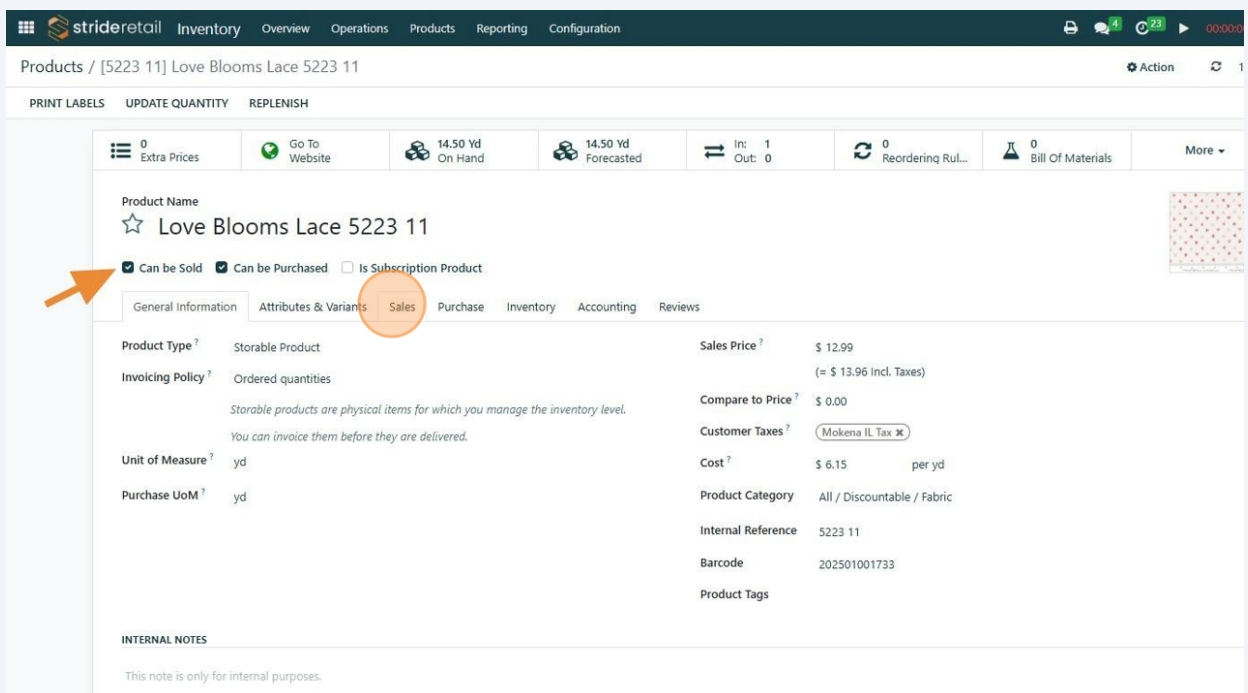 strideretail Inventory Overview Operations Products Reporting Configuration 4 23
Products / [5223 11] Love Blooms Lace 5223 11 Action 1
PRINT LABELS UPDATE QUANTITY REPLENISH
0 Extra Prices
Go To Website
14.50 Yd On Hand
14.50 Yd Forecasted
In: 1 Out: 0
0 Reordering Rul...
0 Bill Of Materials
More
Product Name
Love Blooms Lace 5223 11
Can be Sold Can be Purchased Is Subscription Product
General Information Attributes & Variants Sales Purchase Inventory Accounting Reviews
Product Type ? Storable Product
Invoicing Policy ? Ordered quantities
Storable products are physical items for which you manage the inventory level.
You can invoice them before they are delivered.
Unit of Measure ? yd
Purchase UoM ? yd
Sales Price ? $ 12.99
(= $ 13.96 Incl. Taxes)
Compare to Price ? $ 0.00
Customer Taxes ? Mokena IL Tax
Cost ? $ 6.15 per yd
Product Category All / Discountable / Fabric
Internal Reference 5223 11
Barcode 202501001733
Product Tags
INTERNAL NOTES
This note is only for internal purposes.